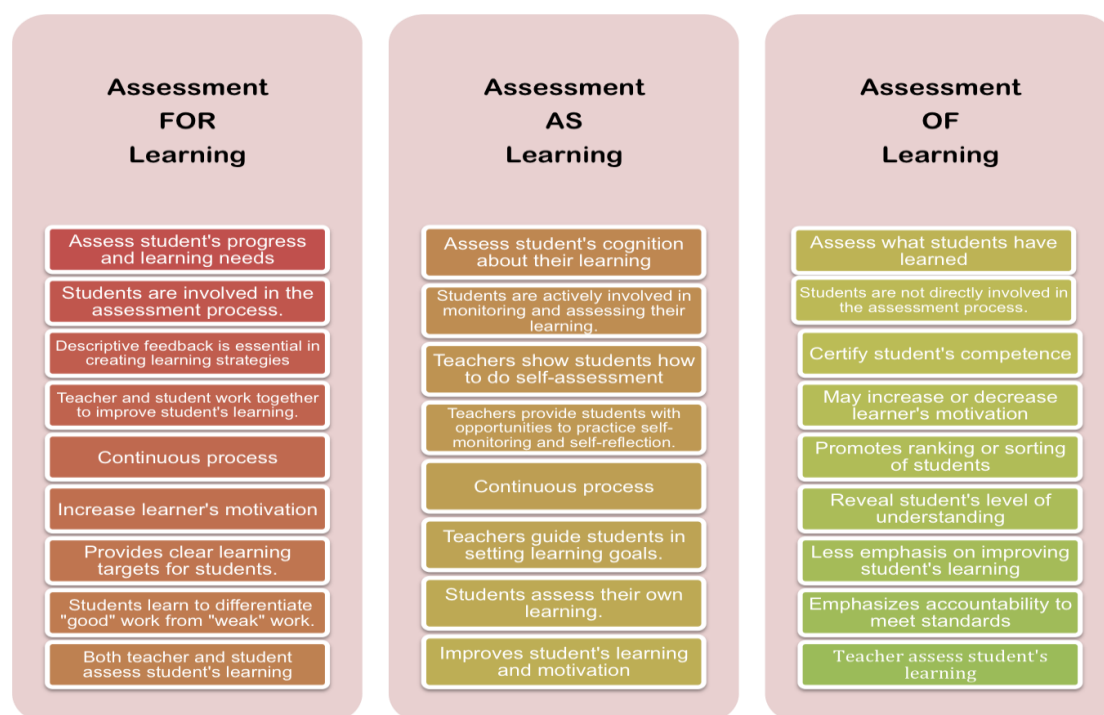 Assessment
FOR
Learning
Assess student's progress
and learning needs
Students are involved in the
assessment process.
Descriptive feedback is essential in
creating learning strategies
Teacher and student work together
to improve student's learning.
Continuous process
Increase learner's motivation
Provides clear learning
targets for students.
Students learn to differentiate
"good" work from "weak" work.
Both teacher and student
assess student's learning
Assessment
AS
Learning
Assess student's cognition
about their learning
Students are actively involved in
monitoring and assessing their
learning.
Teachers show students how
to do self-assessment
Teachers provide students with
opportunities to practice self-
monitoring and self-reflection.
Continuous process
Teachers guide students in
setting learning goals.
Students assess their own
learning.
Improves student's learning
and motivation
Assessment
OF
Learning
Assess what students have
learned
Students are not directly involved in
the assessment process.
Certify student's competence
May increase or decrease
learner's motivation
Promotes ranking or sorting
of students
Reveal student's level of
understanding
Less emphasis on improving
student's learning
Emphasizes accountability to
meet standards
Teacher assess student's
learning